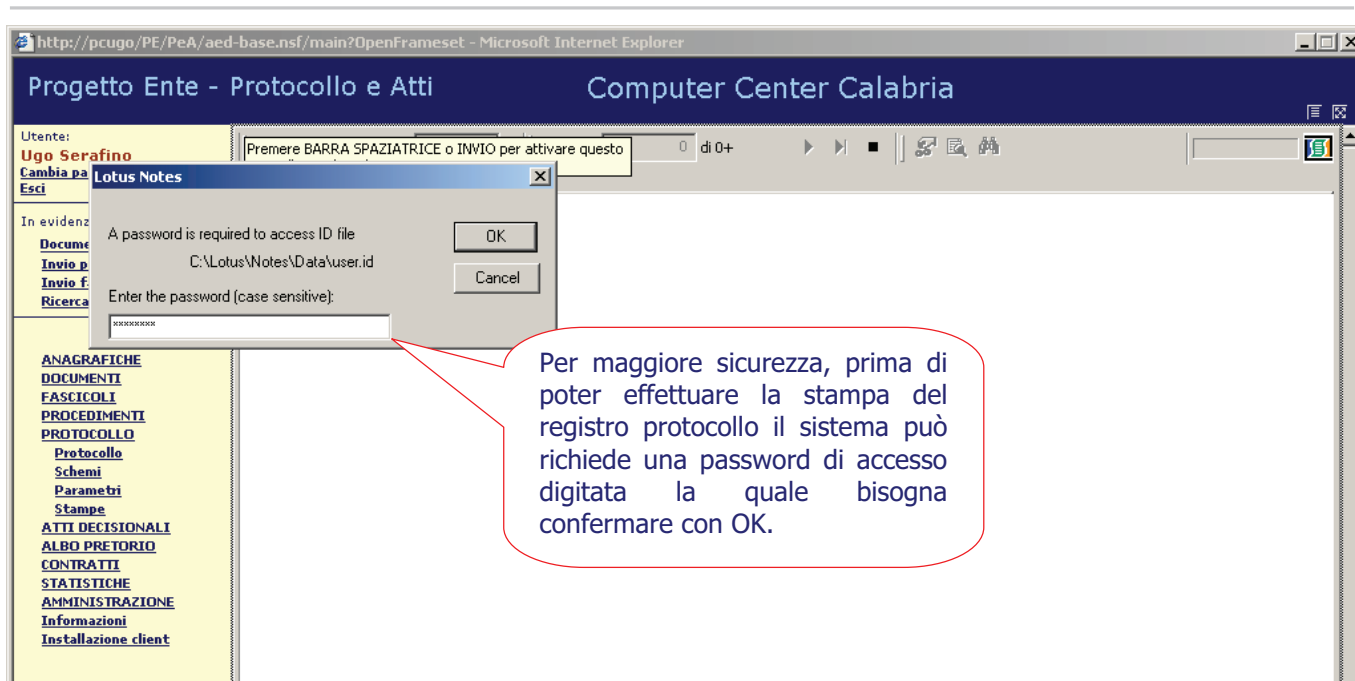 http://pcugo/PE/PeA/aed-base.nsf/main?OpenFrameset - Microsoft Internet Explorer
Progetto Ente - Protocollo e Atti
Computer Center Calabria
Utente:
Ugo Serafino
Cambia pa
Esci
Premere BARRA SPAZIATRICE o INVIO per attivare questo
0 di 0+
Lotus Notes
A password is required to access ID file
C:\Lotus\Notes\Data\user.id
Enter the password (case sensitive):
xxxxxxxx
OK
Cancel
In evidenz
Docume
Invio p
Invio f
Ricerca
ANAGRAFICHE
DOCUMENTI
FASCICOLI
PROCEDIMENTI
PROTOCOLLO
Protocollo
Schemi
Parametri
Stampe
ATTI DECISIONALI
ALBO PRETORIO
CONTRATTI
STATISTICHE
AMMINISTRAZIONE
Informazioni
Installazione client
Per maggiore sicurezza, prima di
poter effettuare la stampa del
registro protocollo il sistema può
richiede una password di accesso
digitata la quale bisogna
confermare con OK.